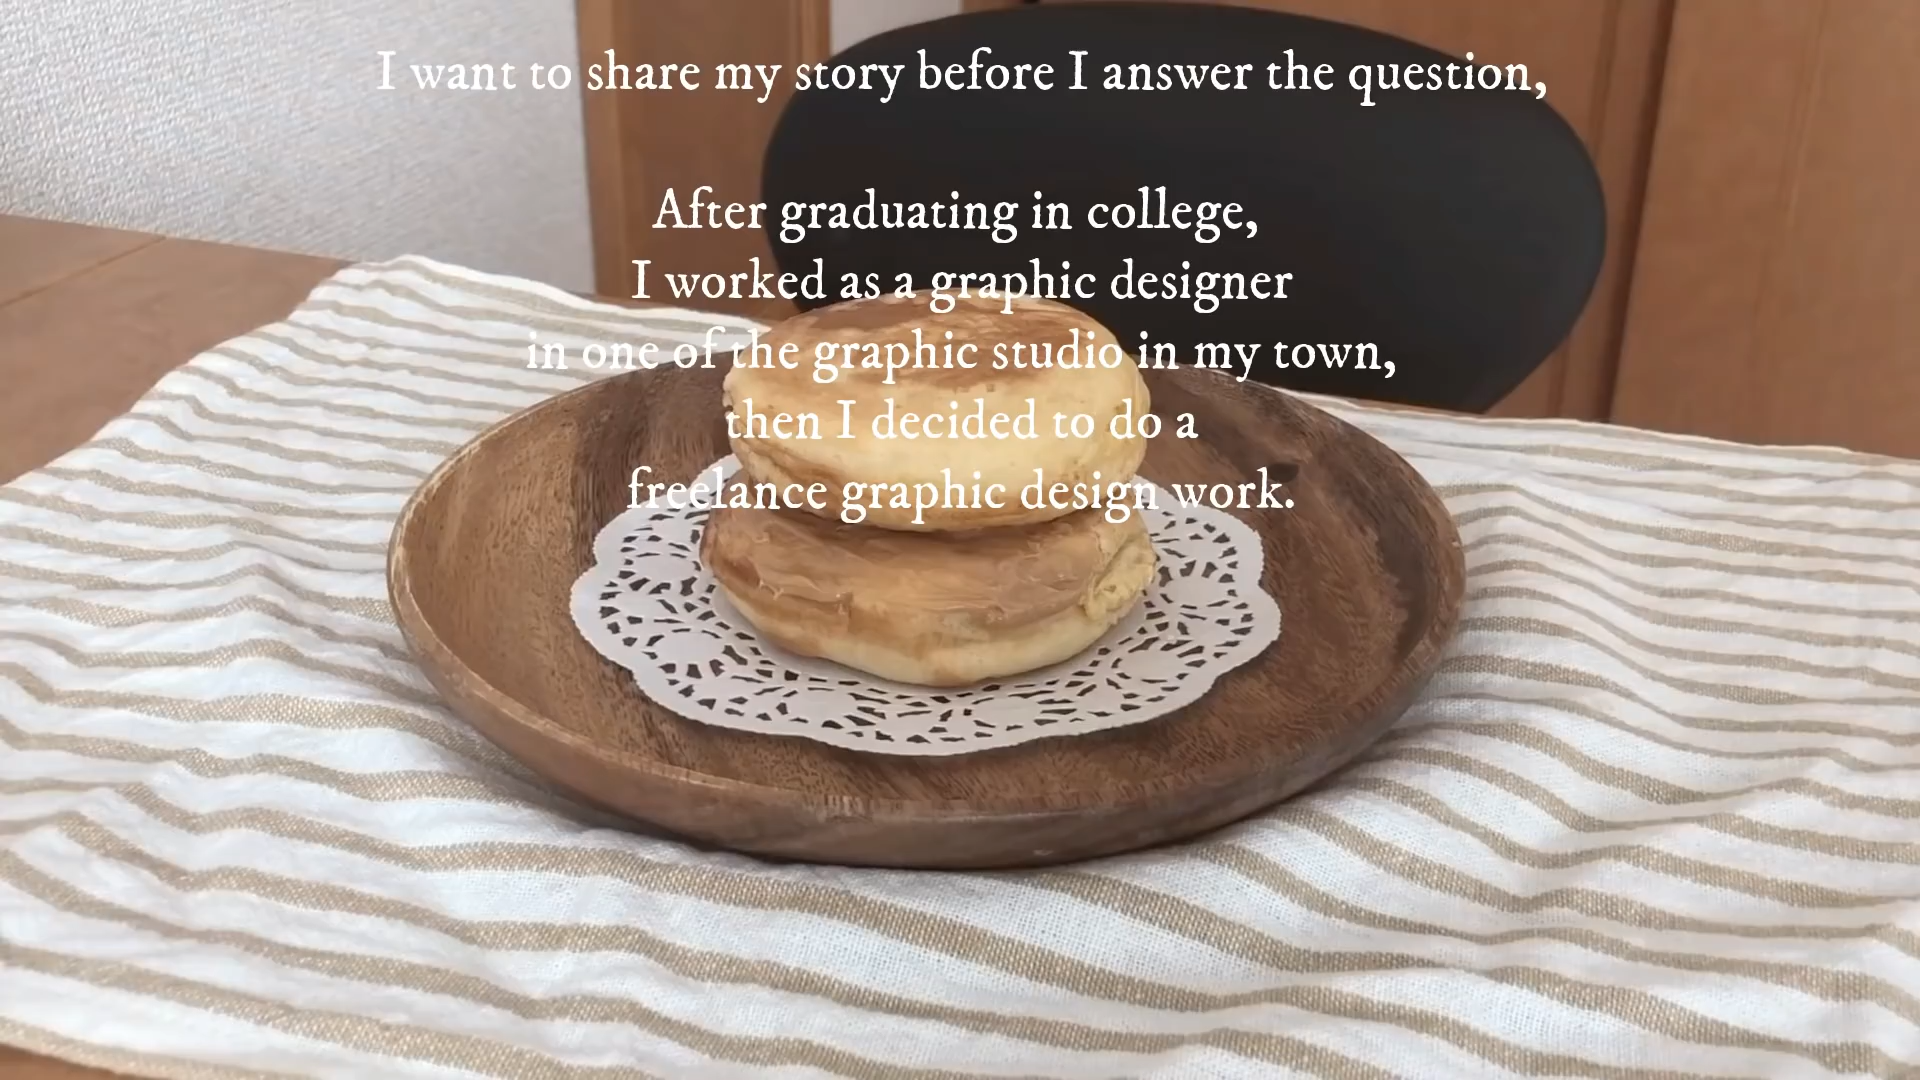 I want to share my story before I answer the question,
After graduating in college,
I worked as a graphic designer
in one of the graphic studio in my town,
then I decided to do a
freelance graphic design work.